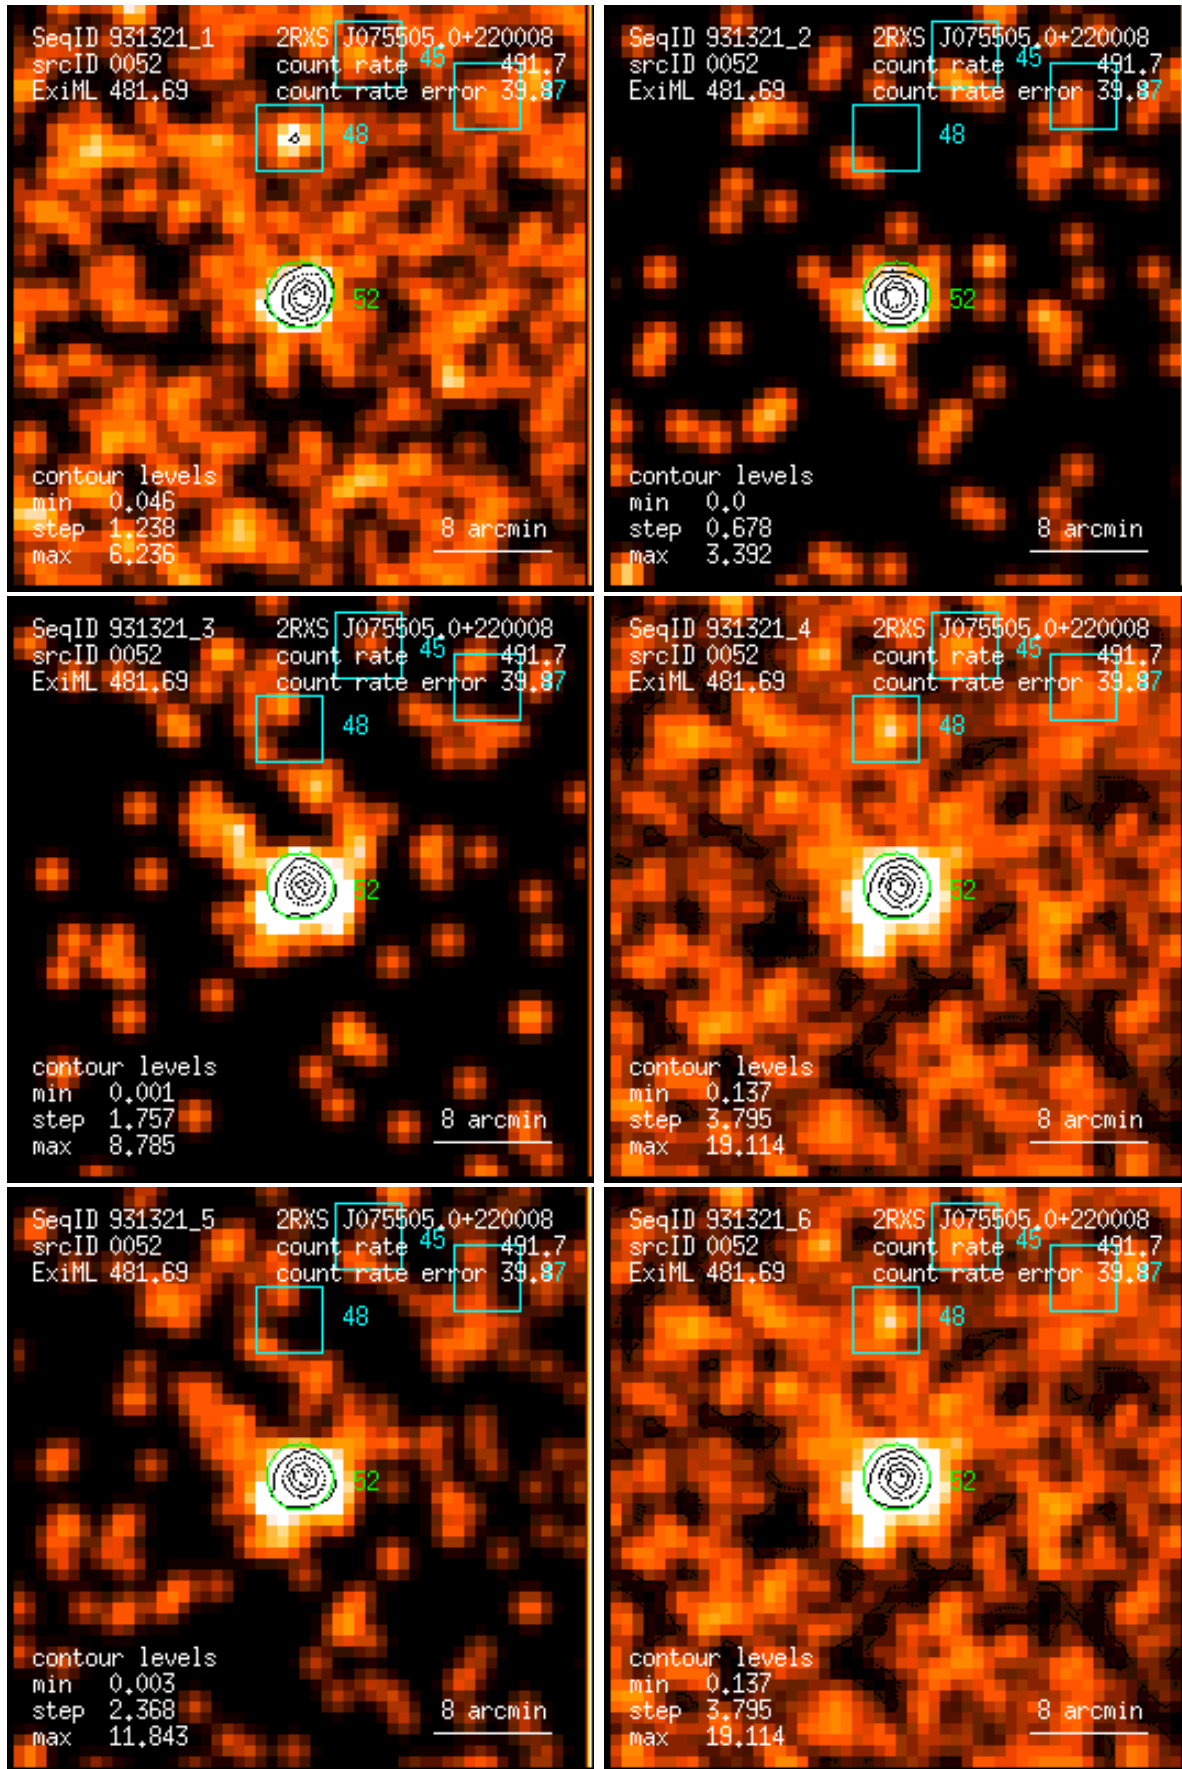 SeqID 931321_1 2RXS J075505.0+220008
srcID 0052 count rate 45 491.7
ExiML 481.69 count rate error 39.87
48
52
contour levels
min 0.046
step 1.238 8 arcmin
max 6.236
SeqID 931321_2 2RXS J075505.0+220008
srcID 0052 count rate 45 491.7
ExiML 481.69 count rate error 39.87
48
52
contour levels
min 0.0
step 0.678 8 arcmin
max 3.392
SeqID 931321_3 2RXS J075505.0+220008
srcID 0052 count rate 45 491.7
ExiML 481.69 count rate error 39.87
48
52
contour levels
min 0.001
step 1.757 8 arcmin
max 8.785
SeqID 931321_4 2RXS J075505.0+220008
srcID 0052 count rate 45 491.7
ExiML 481.69 count rate error 39.87
48
52
contour levels
min 0.137
step 3.795 8 arcmin
max 19.114
SeqID 931321_5 2RXS J075505.0+220008
srcID 0052 count rate 45 491.7
ExiML 481.69 count rate error 39.87
48
52
contour levels
min 0.003
step 2.368 8 arcmin
max 11.843
SeqID 931321_6 2RXS J075505.0+220008
srcID 0052 count rate 45 491.7
ExiML 481.69 count rate error 39.87
48
52
contour levels
min 0.137
step 3.795 8 arcmin
max 19.114